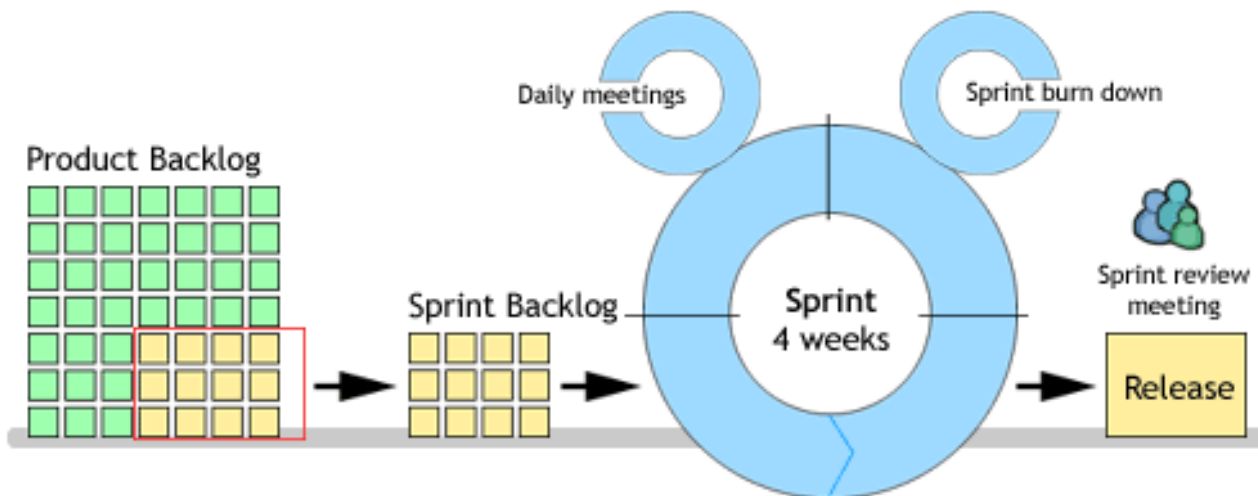 Daily meetings
Sprint burn down
Product Backlog
Sprint Backlog
Sprint
4 weeks
Sprint review
meeting
Release